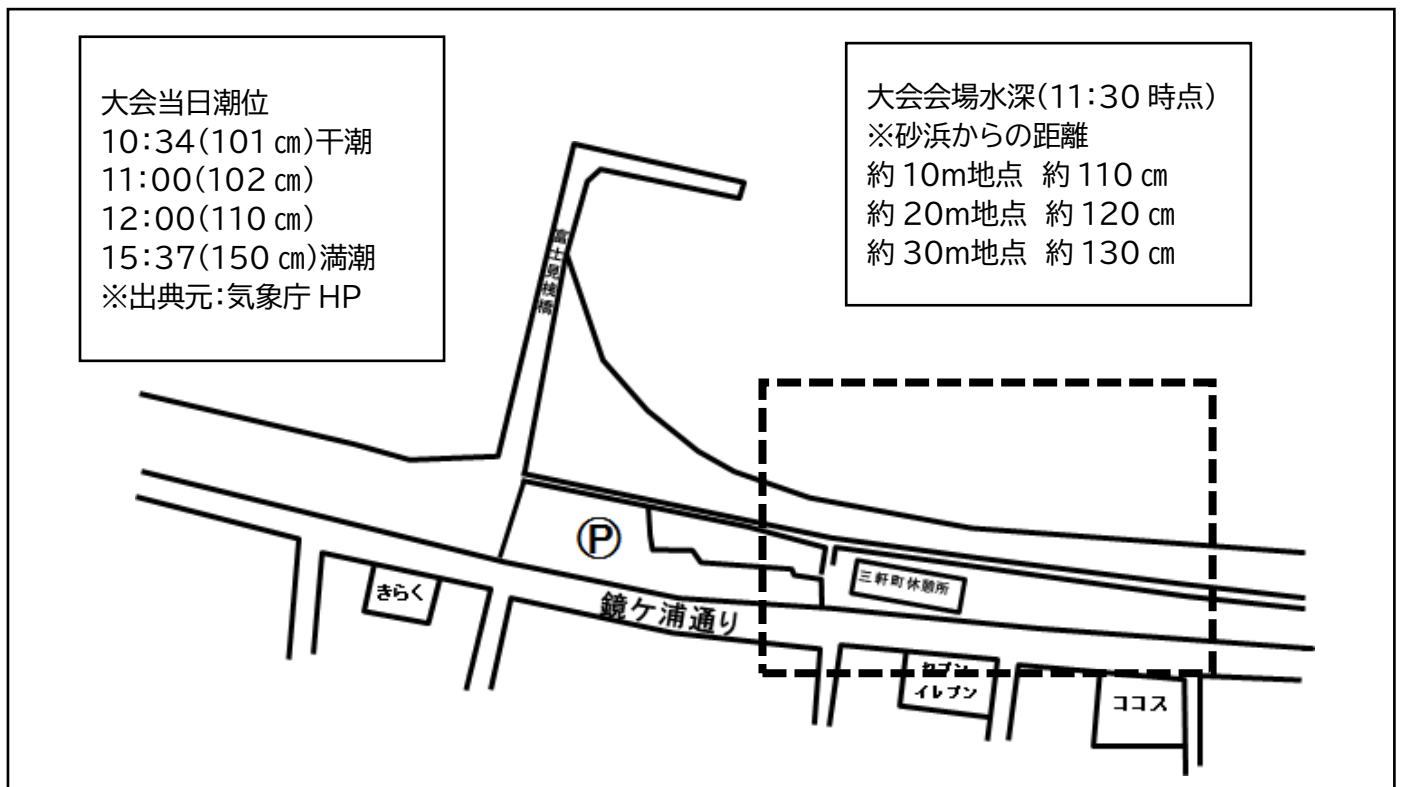 大会当日潮位
10:34(101 ㎝)干潮
11:00(102 ㎝)
12:00(110 ㎝)
15:37(150 ㎝)満潮
※出典元:気象庁 HP
大会会場水深(11:30 時点)
※砂浜からの距離
約 10m地点 約 110 ㎝
約 20m地点 約 120 ㎝
約 30m地点 約 130 ㎝
富士見桟橋
P
三軒町休憩所
きらく
鏡ケ浦通り
セブン
イレブン
ココス